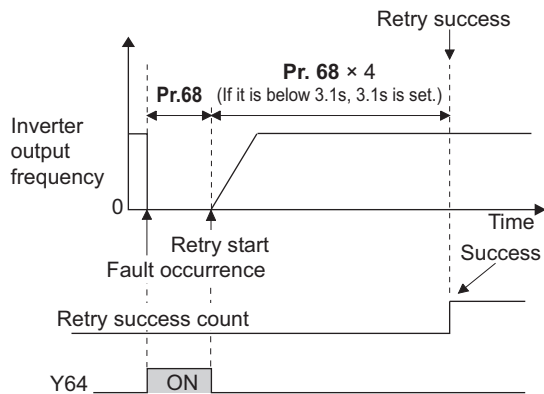 Retry success
Pr. 68 × 4
Pr.68
(If it is below 3.1s, 3.1s is set.)
Inverter
output
frequency
0
Time
Retry start
Success
Fault occurrence
Retry success count
Y64
ON